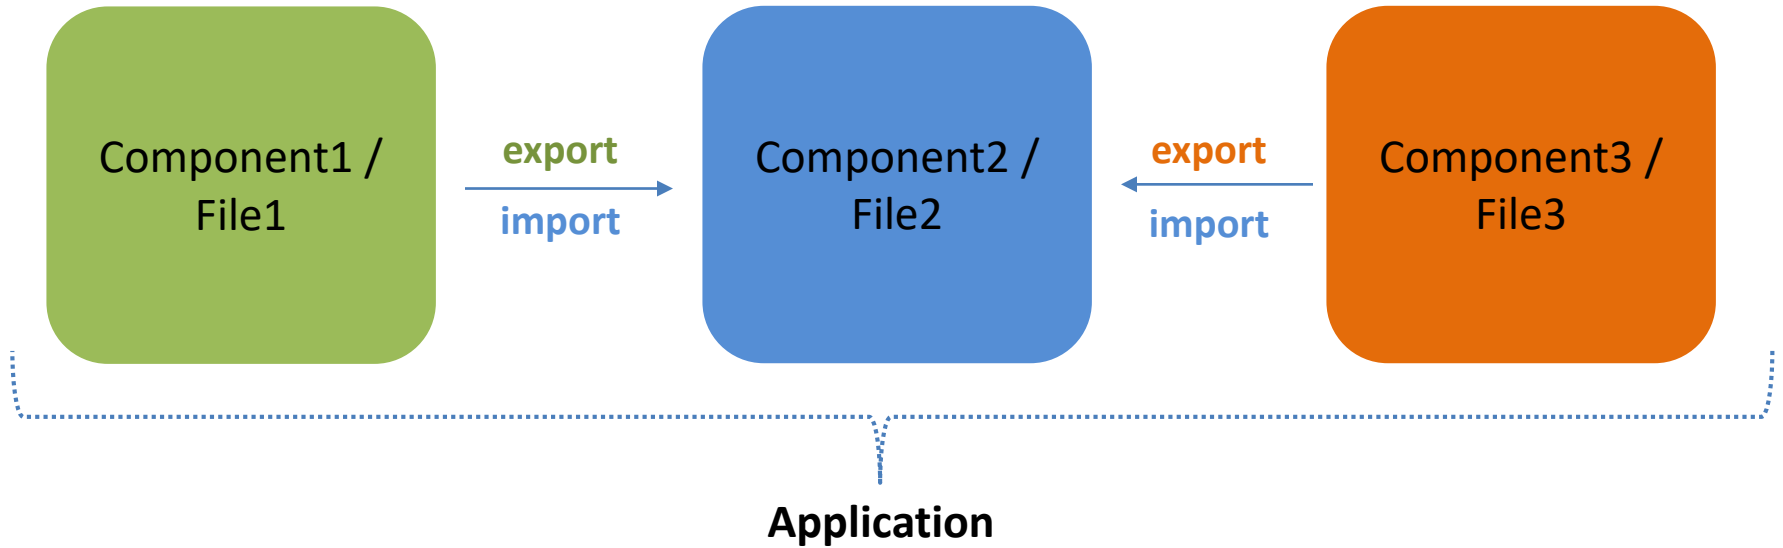 Component1 /
File1
export
import
Component2 /
File2
export
import
Component3 /
File3
Application